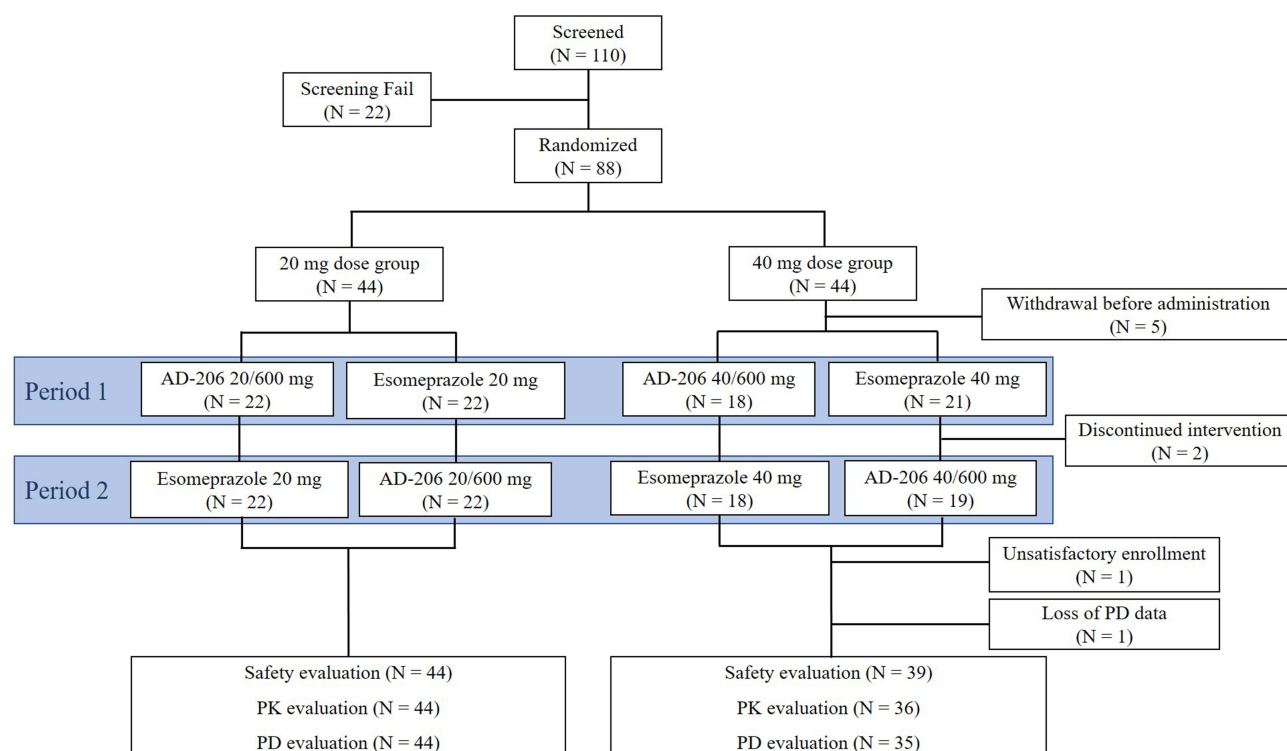 Screened
(N = 110)
Screening Fail
(N = 22)
Randomized
(N = 88)
20 mg dose group
(N = 44)
40 mg dose group
(N = 44)
Withdrawal before administration
(N = 5)
Period 1
AD-206 20/600 mg
(N = 22)
Esomeprazole 20 mg
(N = 22)
AD-206 40/600 mg
(N = 18)
Esomeprazole 40 mg
(N = 21)
Discontinued intervention
(N = 2)
Period 2
Esomeprazole 20 mg
(N = 22)
AD-206 20/600 mg
(N = 22)
Esomeprazole 40 mg
(N = 18)
AD-206 40/600 mg
(N = 19)
Unsatisfactory enrollment
(N = 1)
Loss of PD data
(N = 1)
Safety evaluation (N = 44)
PK evaluation (N = 44)
PD evaluation (N = 44)
Safety evaluation (N = 39)
PK evaluation (N = 36)
PD evaluation (N = 35)